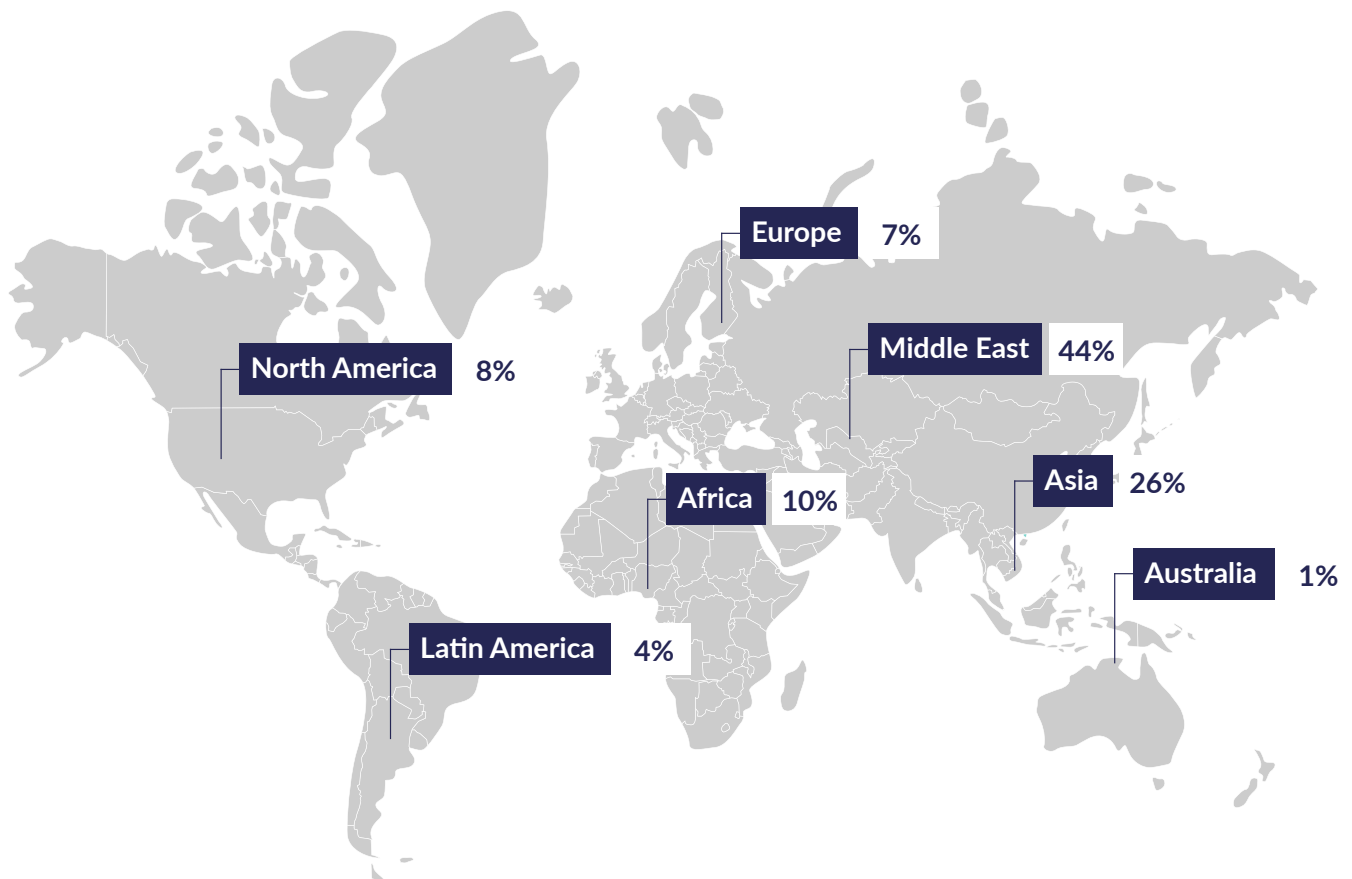 Europe 7%
Middle East 44%
North America 8%
Asia 26%
Africa 10%
Australia 1%
Latin America 4%